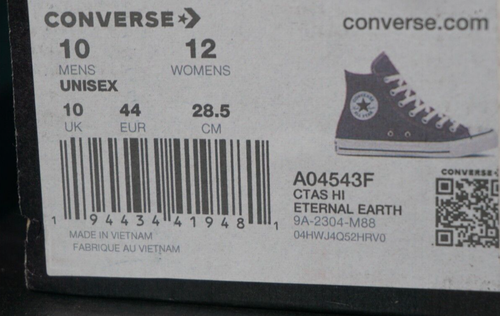 CONVERSE
converse.com
10 12
MENS WOMENS
UNISEX
10 44 28.5
UK EUR CM
1 94434 41948 1
MADE IN VIETNAM
FABRIQUE AU VIETNAM
A04543F
CTAS HI
ETERNAL EARTH
9A-2304-M88
04HWJ4Q52HRV0
CONVERSE